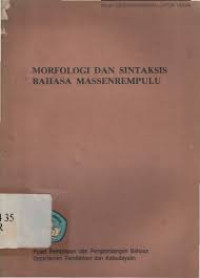 MORFOLOGI DAN SINTAKSIS
BAHASA MASSENREMPULU
Pusat Pembinaan dan Pengembangan Bahasa
Departemen Pendidikan dan Kebudayaan
35
R